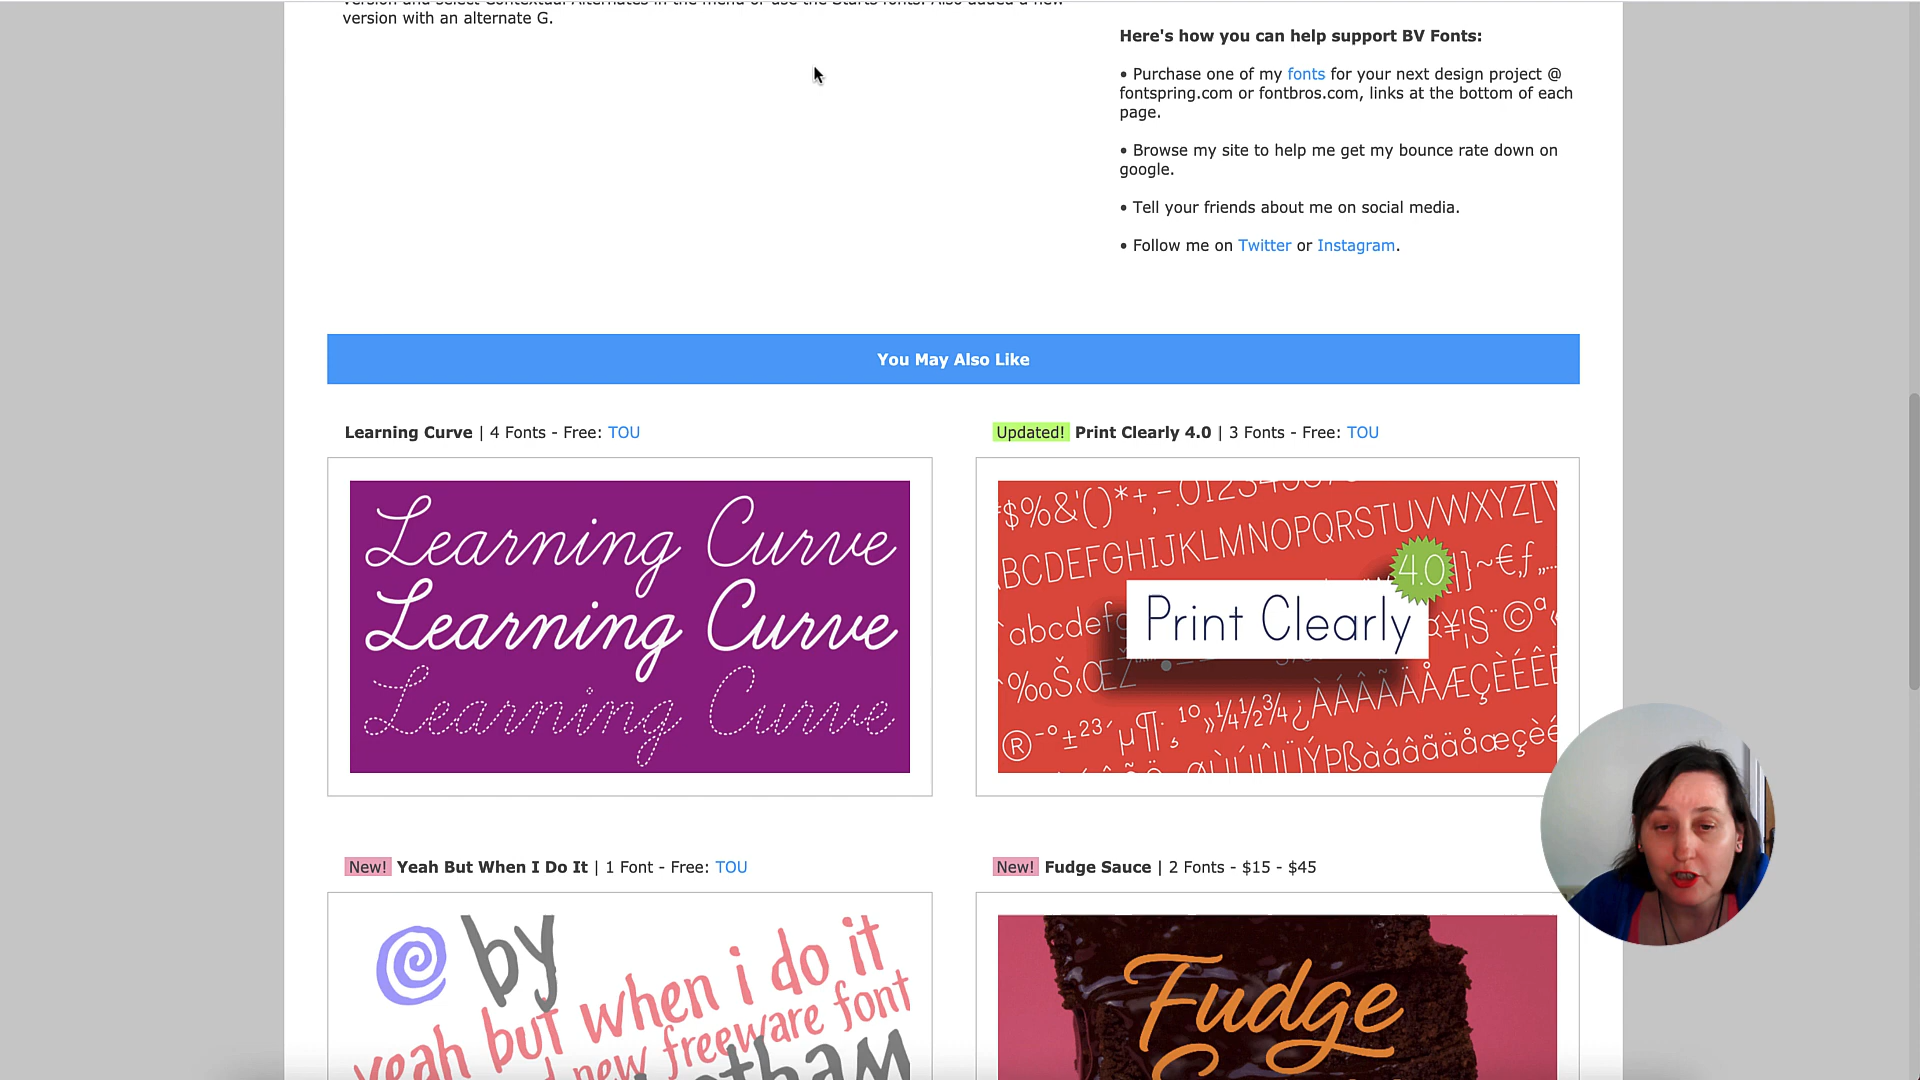 version with an alternate G.
Here's how you can help support BV Fonts:
• Purchase one of my fonts for your next design project @
fontspring.com or fontbros.com, links at the bottom of each
page.
• Browse my site to help me get my bounce rate down on
google.
• Tell your friends about me on social media.
• Follow me on Twitter or Instagram.
You May Also Like
Learning Curve | 4 Fonts - Free: TOU
Updated! Print Clearly 4.0 | 3 Fonts - Free: TOU
Learning Curve
Learning Curve
Learning Curve
ABCDEFGHIJKLMNOPQRSTUVWXYZ
4.0
Print Clearly
New! Yeah But When I Do It | 1 Font - Free: TOU
New! Fudge Sauce | 2 Fonts - $15 - $45
@ by
yeah but when i do it
new freeware font
Fudge